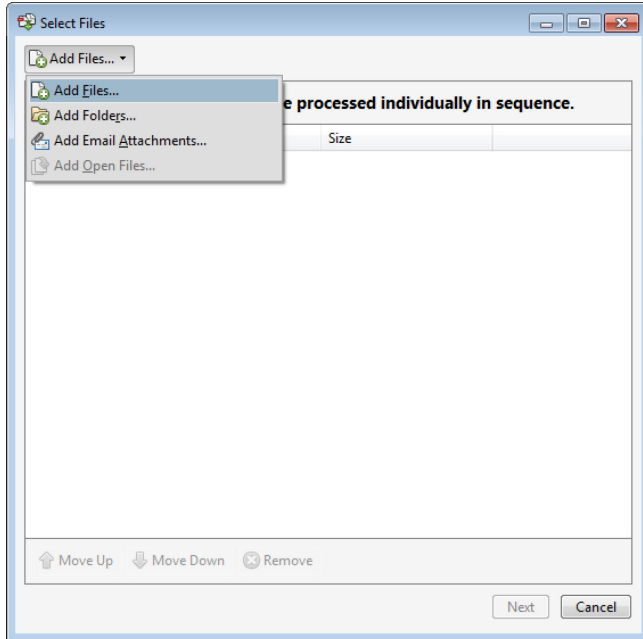 Select Files
Add Files...
Add Files...
e processed individually in sequence.
Add Folders...
Size
Add Email Attachments...
Add Open Files...
Move Up Move Down Remove
Next Cancel